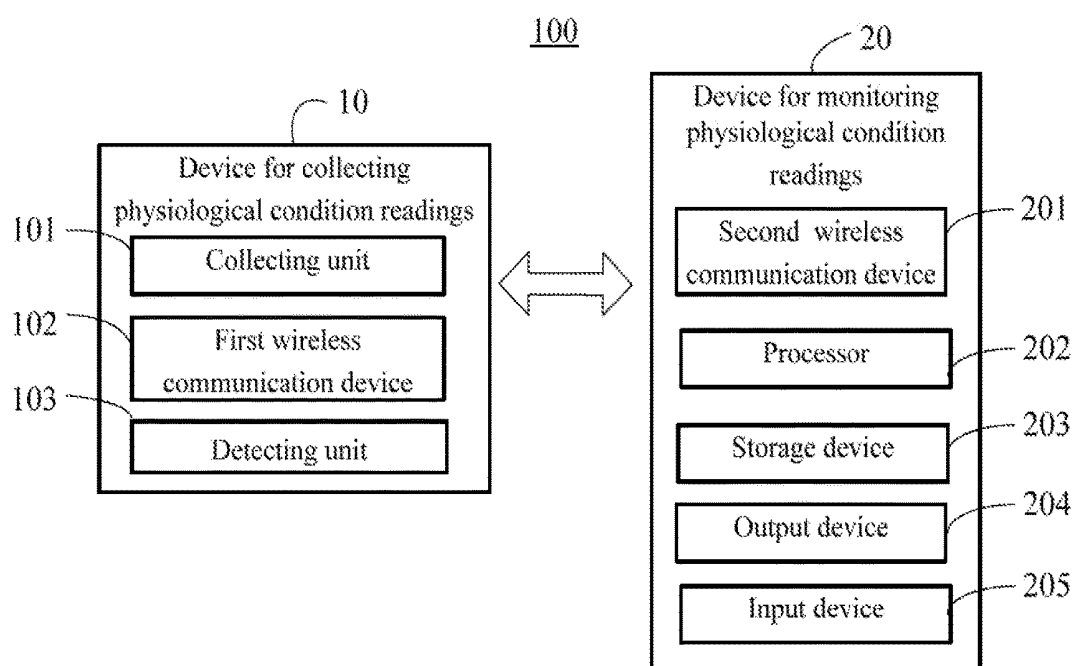 100
10
Device for collecting
physiological condition readings
101
Collecting unit
102
First wireless
communication device
103
Detecting unit
20
Device for monitoring
physiological condition
readings
201
Second wireless
communication device
Processor
202
Storage device
203
Output device
204
Input device
205